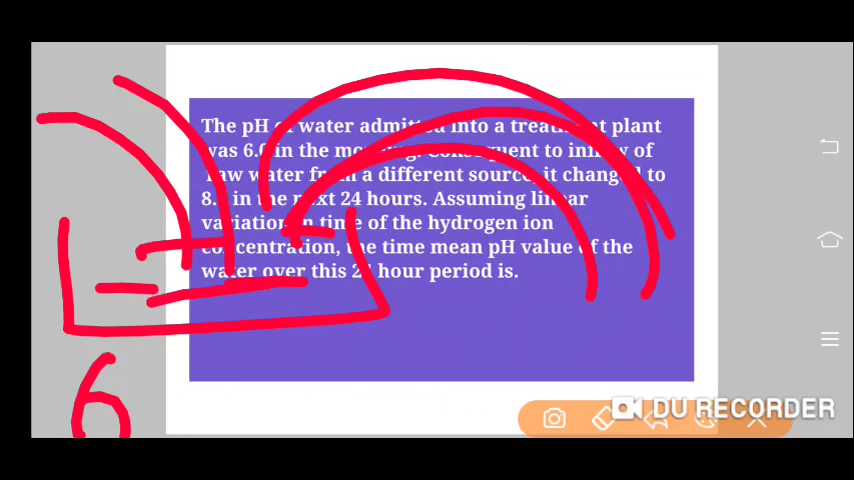 The pH of water admitted into a treatment plant
was 6.0 in the morning. Consequent to inflow of
raw water from a different source, it changed to
8.0 in the next 24 hours. Assuming linear
variation in time of the hydrogen ion
concentration, the time mean pH value of the
water over this 24 hour period is.
6
DU RECORDER